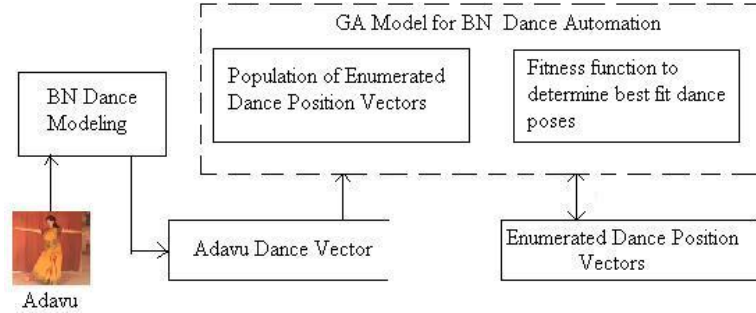 GA Model for BN Dance Automation
BN Dance
Modeling
Population of Enumerated
Dance Position Vectors
Fitness function to
determine best fit dance
poses
Adavu Dance Vector
Enumerated Dance Position
Vectors
Adavu